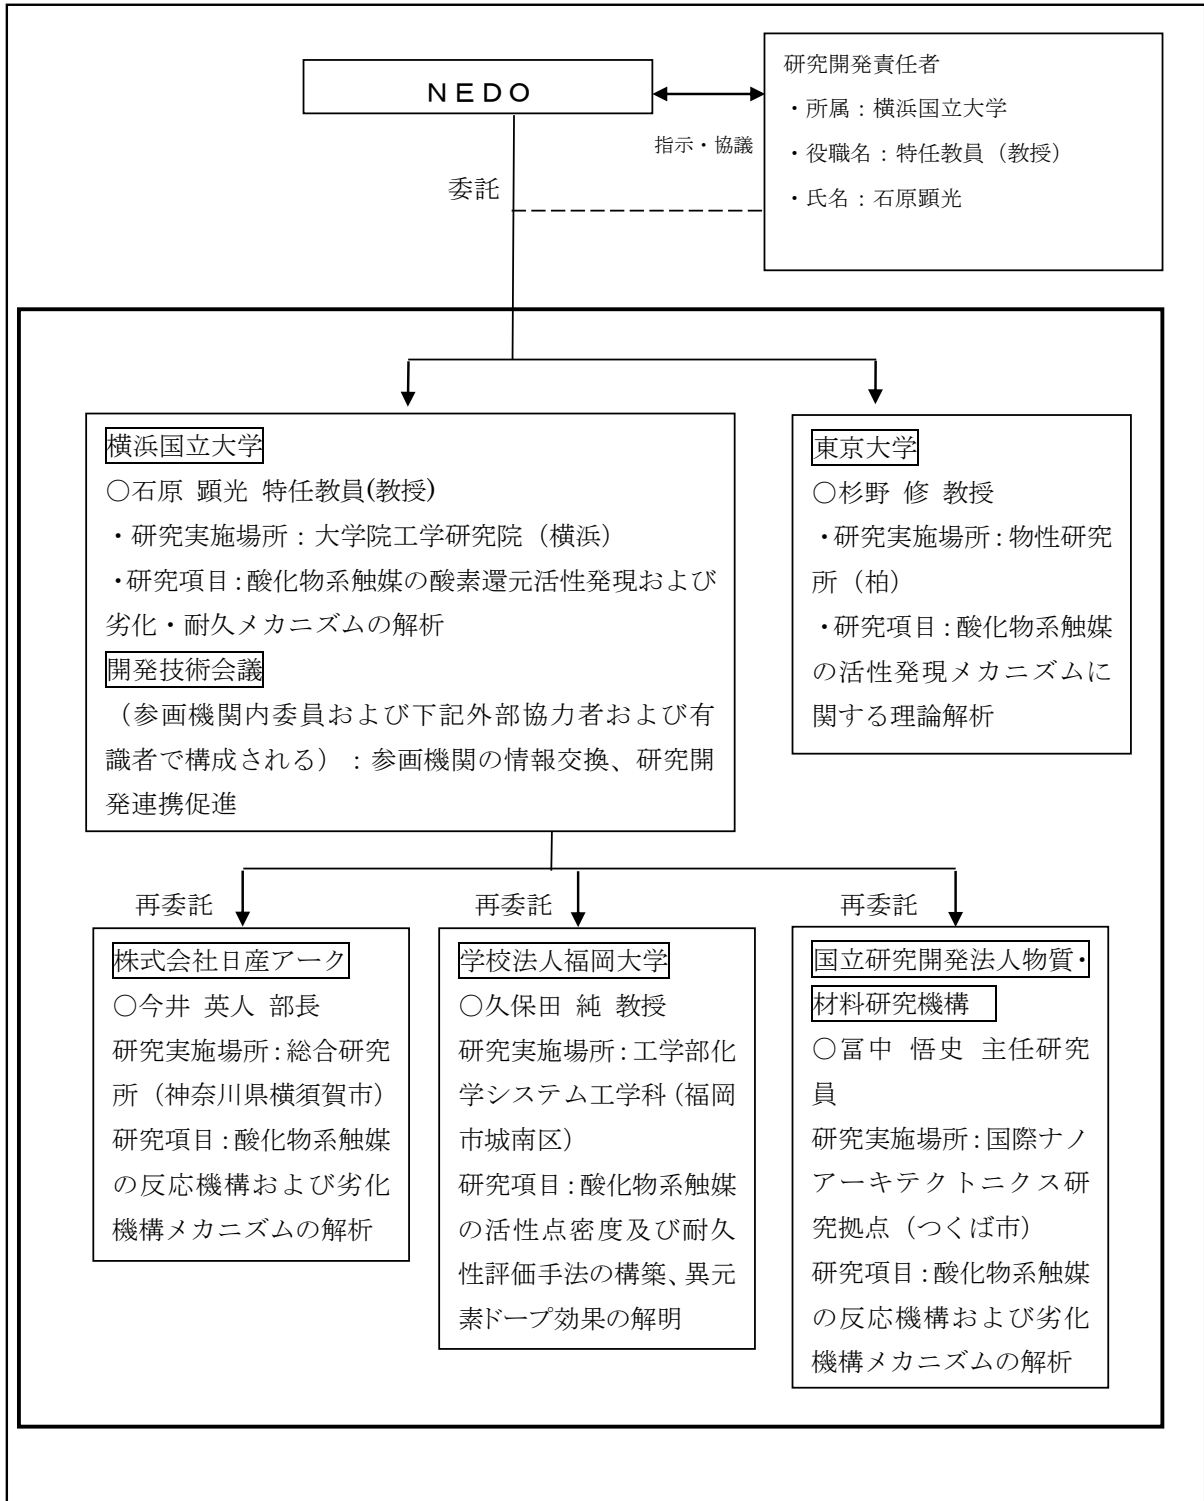 NEDO
研究開発責任者
・所属：横浜国立大学
・役職名：特任教員（教授）
・氏名：石原顕光
指示・協議
委託
横浜国立大学
○石原 顕光 特任教員(教授)
・研究実施場所：大学院工学研究院（横浜）
・研究項目：酸化物系触媒の酸素還元活性発現および
劣化・耐久メカニズムの解析
開発技術会議
（参画機関内委員および下記外部協力者および有
識者で構成される）：参画機関の情報交換、研究開
発連携促進
東京大学
○杉野 修 教授
・研究実施場所：物性研究
所（柏）
・研究項目：酸化物系触媒
の活性発現メカニズムに
関する理論解析
再委託
株式会社日産アーク
○今井 英人 部長
研究実施場所：総合研究
所（神奈川県横須賀市）
研究項目：酸化物系触媒
の反応機構および劣化
機構メカニズムの解析
再委託
学校法人福岡大学
○久保田 純 教授
研究実施場所：工学部化
学システム工学科（福岡
市城南区）
研究項目：酸化物系触媒
の活性点密度及び耐久
性評価手法の構築、異元
素ドープ効果の解明
再委託
国立研究開発法人物質・
材料研究機構
○冨中 悟史 主任研究
員
研究実施場所：国際ナノ
アーキテクトニクス研
究拠点（つくば市）
研究項目：酸化物系触媒
の反応機構および劣化
機構メカニズムの解析